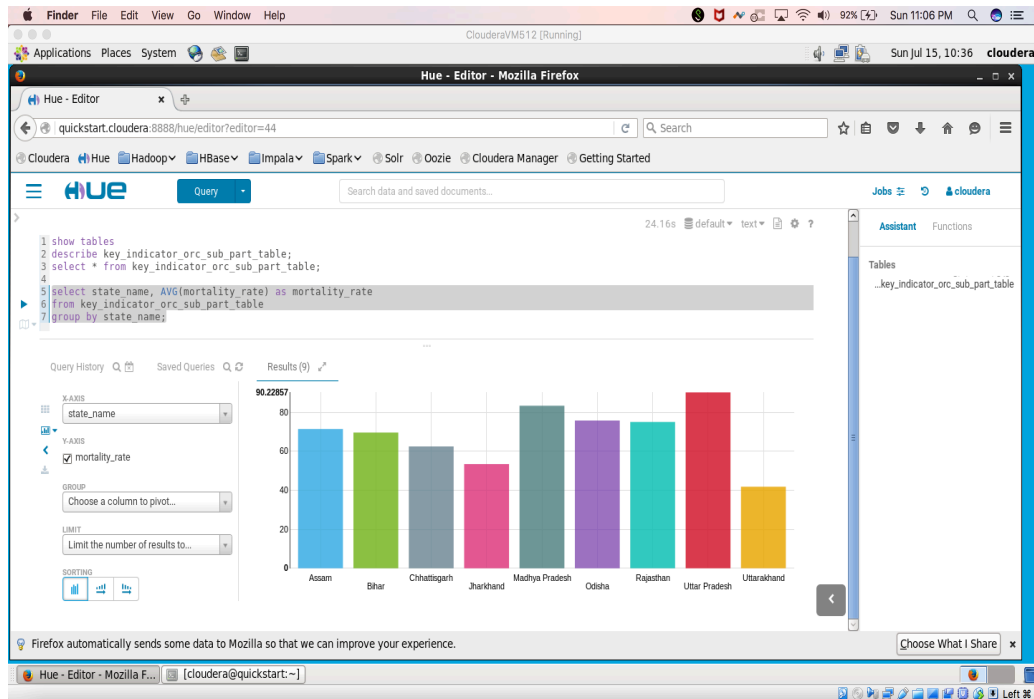 Finder File Edit View Go Window Help 92% Sun 11:06 PM
ClouderaVM512 [Running]
Applications Places System Sun Jul 15, 10:36 cloudera
Hue - Editor - Mozilla Firefox
Hue - Editor
quickstart.cloudera:8888/hue/editor?editor=44 Search
Cloudera Hue Hadoop HBase Impala Spark Solr Oozie Cloudera Manager Getting Started
HUE Query Search data and saved documents... Jobs cloudera
24.16s default text ?
Assistant Functions
1 show tables
2 describe key_indicator_orc_sub_part_table;
3 select * from key_indicator_orc_sub_part_table;
4
5 select state_name, AVG(mortality_rate) as mortality_rate
6 from key_indicator_orc_sub_part_table
7 group by state_name;
Tables
...key_indicator_orc_sub_part_table
Query History Saved Queries Results (9)
X-AXIS
state_name
Y-AXIS
mortality_rate
GROUP
Choose a column to pivot...
LIMIT
Limit the number of results to...
SORTING
90.22857
80
60
40
20
0
Assam Bihar Chhattisgarh Jharkhand Madhya Pradesh Odisha Rajasthan Uttar Pradesh Uttarakhand
Firefox automatically sends some data to Mozilla so that we can improve your experience. Choose What I Share
Hue - Editor - Mozilla F... [cloudera@quickstart:~]
Left ⌘